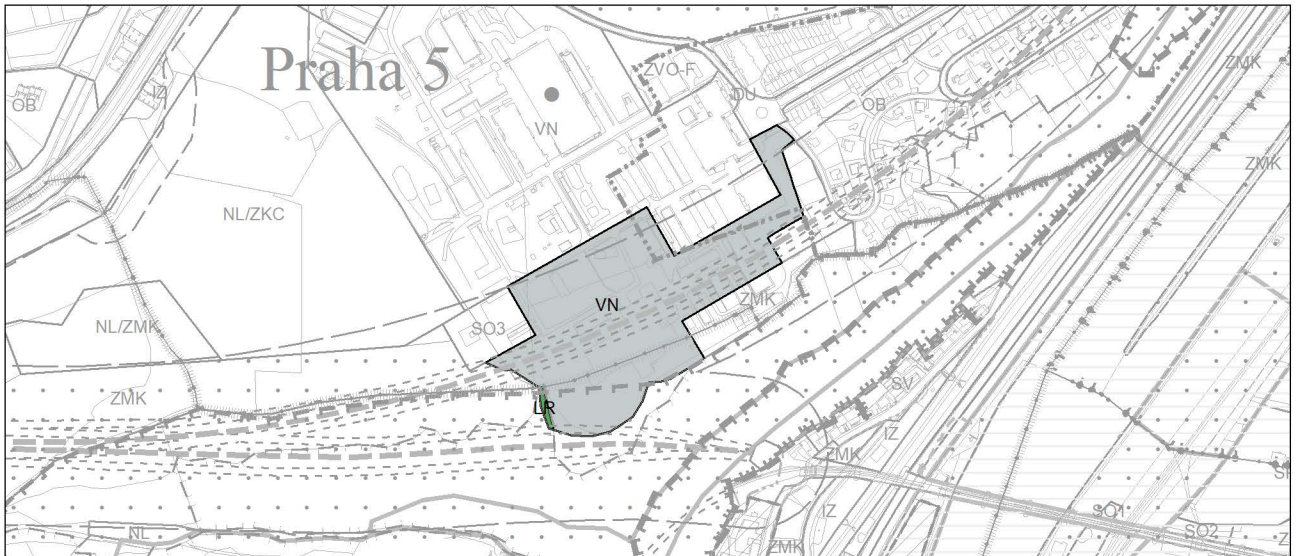 Praha 5
ZMK
OB
IZ
ZVO-F
DU
OB
VN
ZMK
NL/ZKC
VN
ZMK
NL/ZMK
SO3
ZMK
LR
SV
IZ
ZMK
IZ
SO1
SO2
NL
ZMK